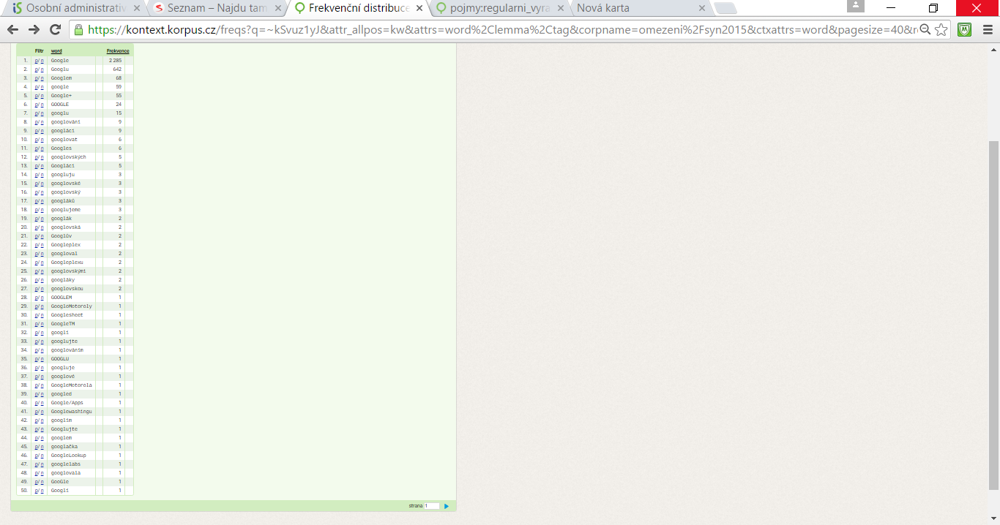 Osobní administrativ
Seznam – Najdu tam
Frekvenční distribuce
pojmy:regularni_vyra
Nová karta
https://kontext.korpus.cz/freqs?q=~kSvuz1yJ&attr_allpos=kw&attrs=word%2Clemma%2Ctag&corpname=omezeni%2Fsyn2015&ctxattrs=word&pagesize=40&r
Filtr word Frekvence
1. p/n Google 2 285
2. p/n Googlu 642
3. p/n Googlem 68
4. p/n google 59
5. p/n Google+ 55
6. p/n GOOGLE 24
7. p/n googlu 15
8. p/n googlování 9
9. p/n googláci 9
10. p/n googlovat 6
11. p/n Googles 6
12. p/n googlovských 5
13. p/n Googláci 5
14. p/n googluju 3
15. p/n googlovské 3
16. p/n googlovský 3
17. p/n googláků 3
18. p/n googlujeme 3
19. p/n googlák 2
20. p/n googlovská 2
21. p/n Googlův 2
22. p/n Googleplex 2
23. p/n googloval 2
24. p/n Googleplexu 2
25. p/n googlovskými 2
26. p/n googláky 2
27. p/n googlovskou 2
28. p/n GOOGLEM 1
29. p/n GoogleMotoroly 1
30. p/n Googlesheet 1
31. p/n GoogleTM 1
32. p/n googlí 1
33. p/n googlujte 1
34. p/n googlováním 1
35. p/n GOOGLU 1
36. p/n googluje 1
37. p/n googlové 1
38. p/n GoogleMotorola 1
39. p/n googled 1
40. p/n Google/Apps 1
41. p/n Googlewashingu 1
42. p/n googlím 1
43. p/n Googlujte 1
44. p/n googlem 1
45. p/n googlačka 1
46. p/n GoogleLookup 1
47. p/n googlelabs 1
48. p/n googlovala 1
49. p/n GooGle 1
50. p/n Googlí 1
strana 1